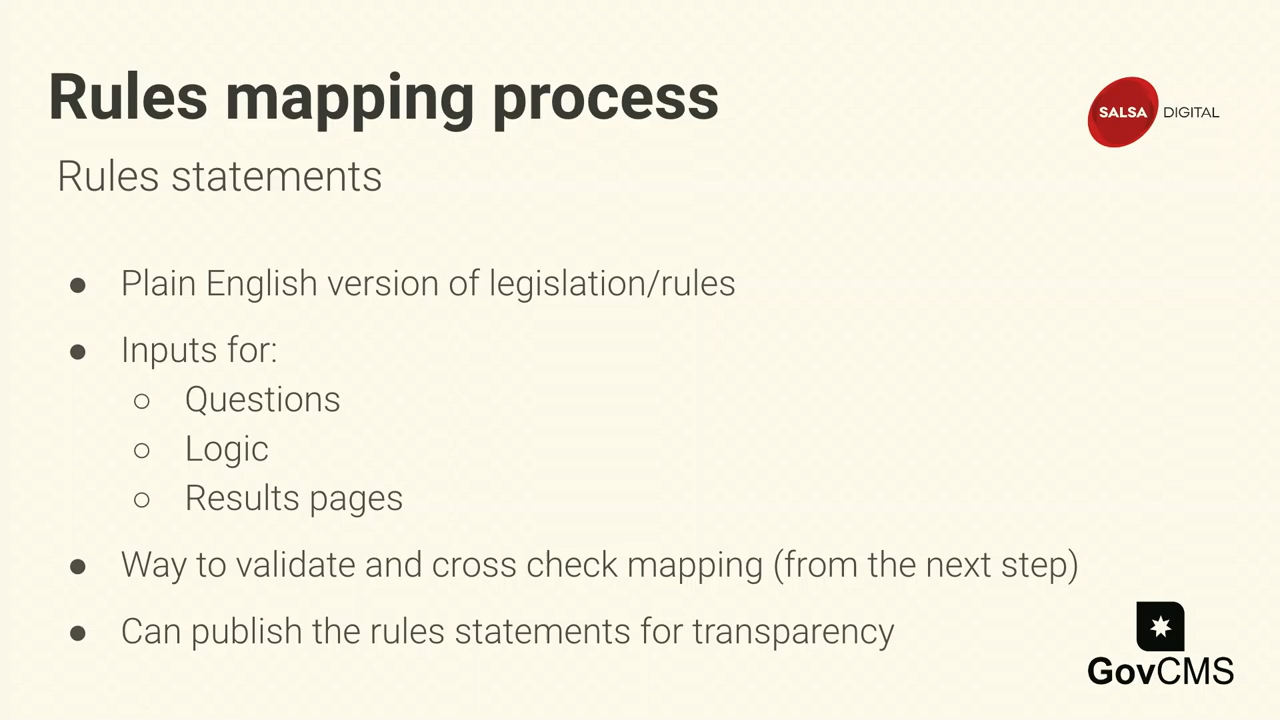 Rules mapping process
SALSA DIGITAL
Rules statements
● Plain English version of legislation/rules
● Inputs for:
○ Questions
○ Logic
○ Results pages
● Way to validate and cross check mapping (from the next step)
● Can publish the rules statements for transparency
GovCMS